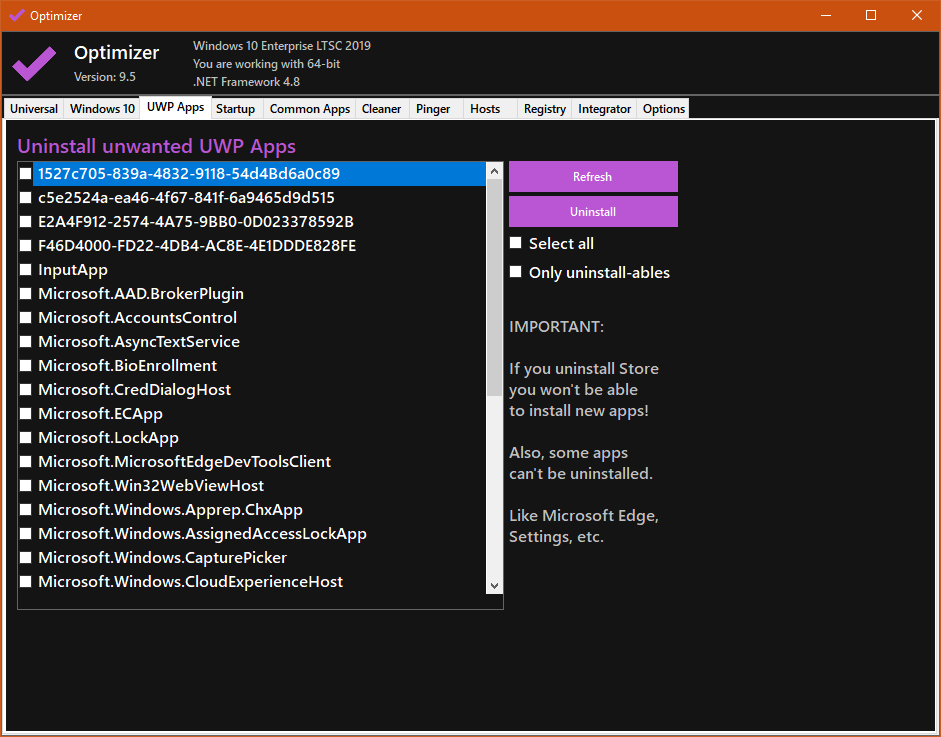 Optimizer
Optimizer
Version: 9.5
Windows 10 Enterprise LTSC 2019
You are working with 64-bit
.NET Framework 4.8
Universal Windows 10 UWP Apps Startup Common Apps Cleaner Pinger Hosts Registry Integrator Options
Uninstall unwanted UWP Apps
1527c705-839a-4832-9118-54d4Bd6a0c89
c5e2524a-ea46-4f67-841f-6a9465d9d515
E2A4F912-2574-4A75-9BB0-0D023378592B
F46D4000-FD22-4DB4-AC8E-4E1DDDE828FE
InputApp
Microsoft.AAD.BrokerPlugin
Microsoft.AccountsControl
Microsoft.AsyncTextService
Microsoft.BioEnrollment
Microsoft.CredDialogHost
Microsoft.ECApp
Microsoft.LockApp
Microsoft.MicrosoftEdgeDevToolsClient
Microsoft.Win32WebViewHost
Microsoft.Windows.Apprep.ChxApp
Microsoft.Windows.AssignedAccessLockApp
Microsoft.Windows.CapturePicker
Microsoft.Windows.CloudExperienceHost
Refresh
Uninstall
Select all
Only uninstall-ables
IMPORTANT:
If you uninstall Store
you won't be able
to install new apps!
Also, some apps
can't be uninstalled.
Like Microsoft Edge,
Settings, etc.